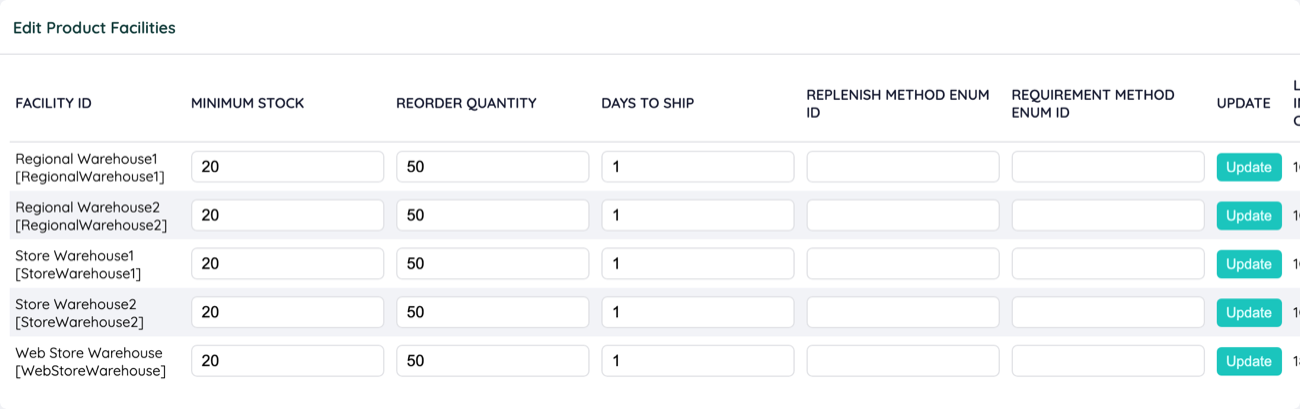 Edit Product Facilities
FACILITY ID MINIMUM STOCK REORDER QUANTITY DAYS TO SHIP REPLENISH METHOD ENUM ID REQUIREMENT METHOD ENUM ID UPDATE
Regional Warehouse1
[RegionalWarehouse1] 20 50 1 Update
Regional Warehouse2
[RegionalWarehouse2] 20 50 1 Update
Store Warehouse1
[StoreWarehouse1] 20 50 1 Update
Store Warehouse2
[StoreWarehouse2] 20 50 1 Update
Web Store Warehouse
[WebStoreWarehouse] 20 50 1 Update